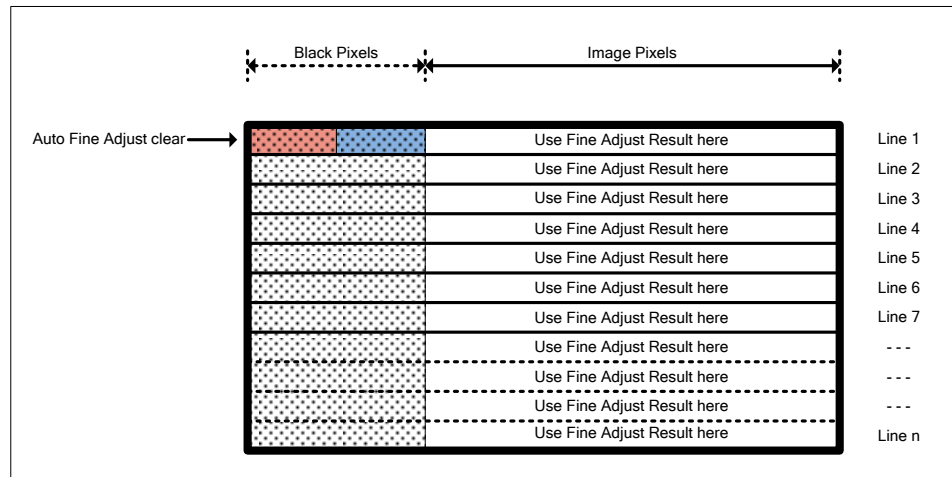 Black Pixels Image Pixels
Auto Fine Adjust clear Use Fine Adjust Result here Line 1
Use Fine Adjust Result here Line 2
Use Fine Adjust Result here Line 3
Use Fine Adjust Result here Line 4
Use Fine Adjust Result here Line 5
Use Fine Adjust Result here Line 6
Use Fine Adjust Result here Line 7
Use Fine Adjust Result here - - -
Use Fine Adjust Result here - - -
Use Fine Adjust Result here - - -
Use Fine Adjust Result here Line n